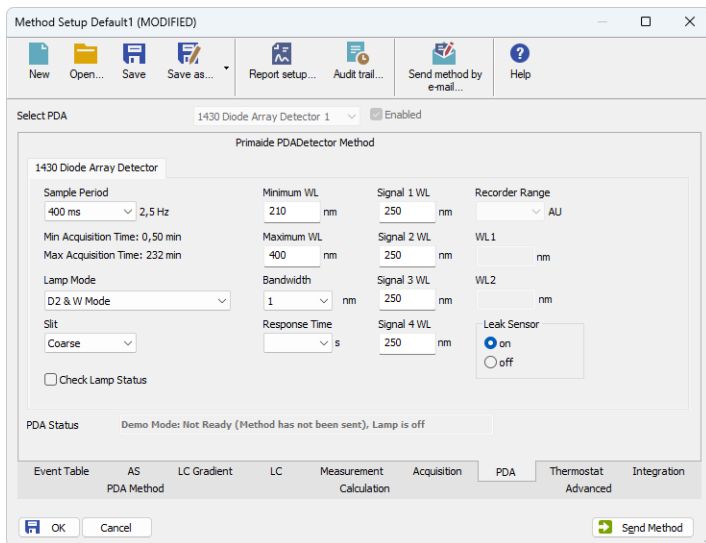 Method Setup Default1 (MODIFIED)
New Open... Save Save as... Report setup... Audit trail... Send method by e-mail... Help
Select PDA 1430 Diode Array Detector 1 Enabled
Primaide PDADetector Method
1430 Diode Array Detector
Sample Period Minimum WL Signal 1 WL Recorder Range
400 ms 2,5 Hz 210 nm 250 nm AU
Min Acquisition Time: 0,50 min Maximum WL Signal 2 WL WL1
Max Acquisition Time: 232 min 400 nm 250 nm nm
Lamp Mode Bandwidth Signal 3 WL WL2
D2 & W Mode 1 nm 250 nm nm
Slit Response Time Signal 4 WL Leak Sensor
Coarse s 250 nm on
off
Check Lamp Status
PDA Status Demo Mode: Not Ready (Method has not been sent), Lamp is off
Event Table AS LC Gradient LC Measurement Acquisition PDA Thermostat Integration
PDA Method Calculation Advanced
OK Cancel Send Method